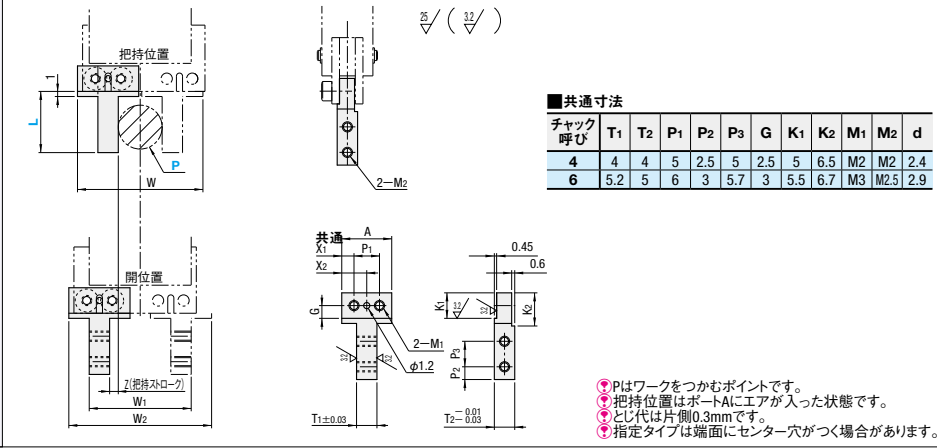 25 ( 3.2 )
把持位置
1
L
P
W
2−M2
■共通寸法
チャック呼び T1 T2 P1 P2 P3 G K1 K2 M1 M2 d
4 4 4 5 2.5 5 2.5 5 6.5 M2 M2 2.4
6 5.2 5 6 3 5.7 3 5.5 6.7 M3 M2.5 2.9
開位置
Z(把持ストローク)
W1
W2
共通
A
X1 P1
X2
G
2−M1
φ1.2
3.2 3.2
T1±0.03
0.45
0.6
K1
3.2 3.2
K2
P3
P2
T2−0.01
−0.03
Pはワークをつかむポイントです。
把持位置はポートAにエアが入った状態です。
とじ代は片側0.3mmです。
指定タイプは端面にセンター穴がつく場合があります。